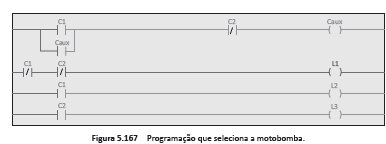 C1 C2 Caux
Caux
C1 C2 L1
C1 L2
C2 L3
Figura 5.167 Programação que seleciona a motobomba.